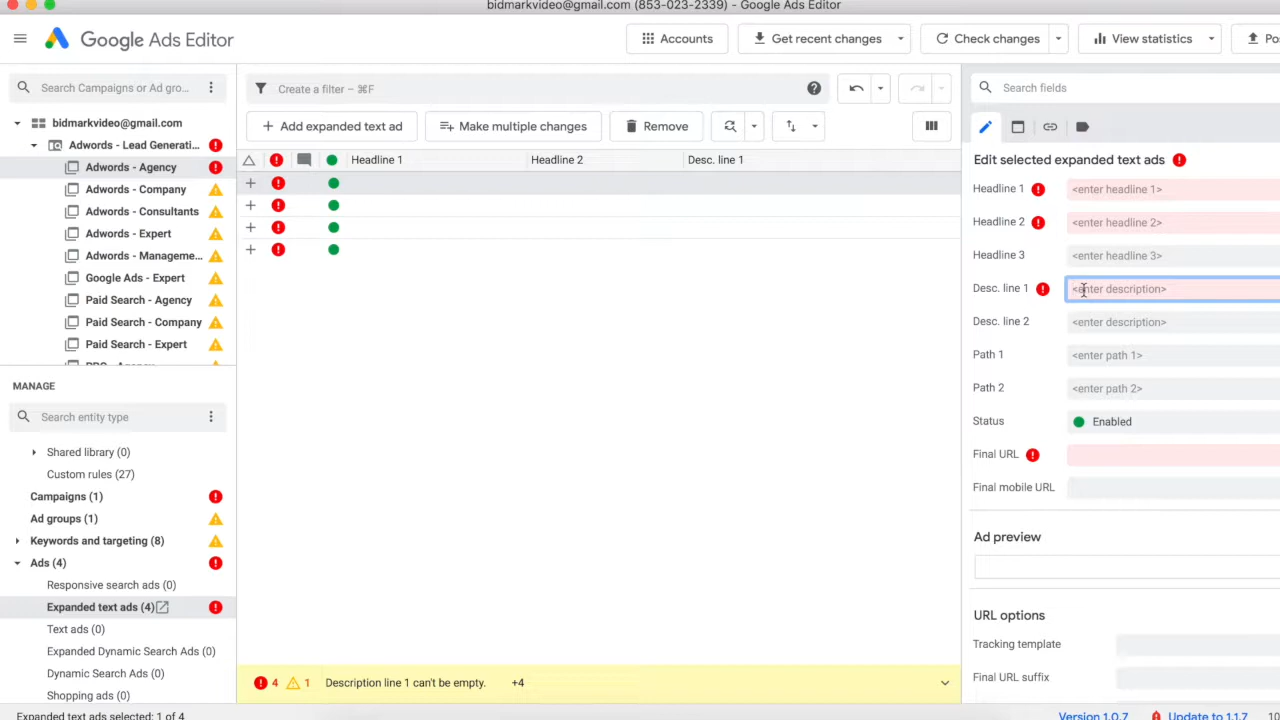 bidmarkvideo@gmail.com (853-023-2339) - Google Ads Editor
Google Ads Editor
Accounts
Get recent changes
Check changes
View statistics
Search Campaigns or Ad gro...
bidmarkvideo@gmail.com
Adwords - Lead Generati...
Adwords - Agency
Adwords - Company
Adwords - Consultants
Adwords - Expert
Adwords - Manageme...
Google Ads - Expert
Paid Search - Agency
Paid Search - Company
Paid Search - Expert
MANAGE
Search entity type
Shared library (0)
Custom rules (27)
Campaigns (1)
Ad groups (1)
Keywords and targeting (8)
Ads (4)
Responsive search ads (0)
Expanded text ads (4)
Text ads (0)
Expanded Dynamic Search Ads (0)
Dynamic Search Ads (0)
Shopping ads (0)
Expanded text ads selected: 1 of 4
Create a filter – ⌘F
Add expanded text ad
Make multiple changes
Remove
Headline 1 Headline 2 Desc. line 1
4 1 Description line 1 can't be empty. +4
Search fields
Edit selected expanded text ads
Headline 1 <enter headline 1>
Headline 2 <enter headline 2>
Headline 3 <enter headline 3>
Desc. line 1 <enter description>
Desc. line 2 <enter description>
Path 1 <enter path 1>
Path 2 <enter path 2>
Status Enabled
Final URL
Final mobile URL
Ad preview
URL options
Tracking template
Final URL suffix
Version 1.0.7 Update to 1.1.7